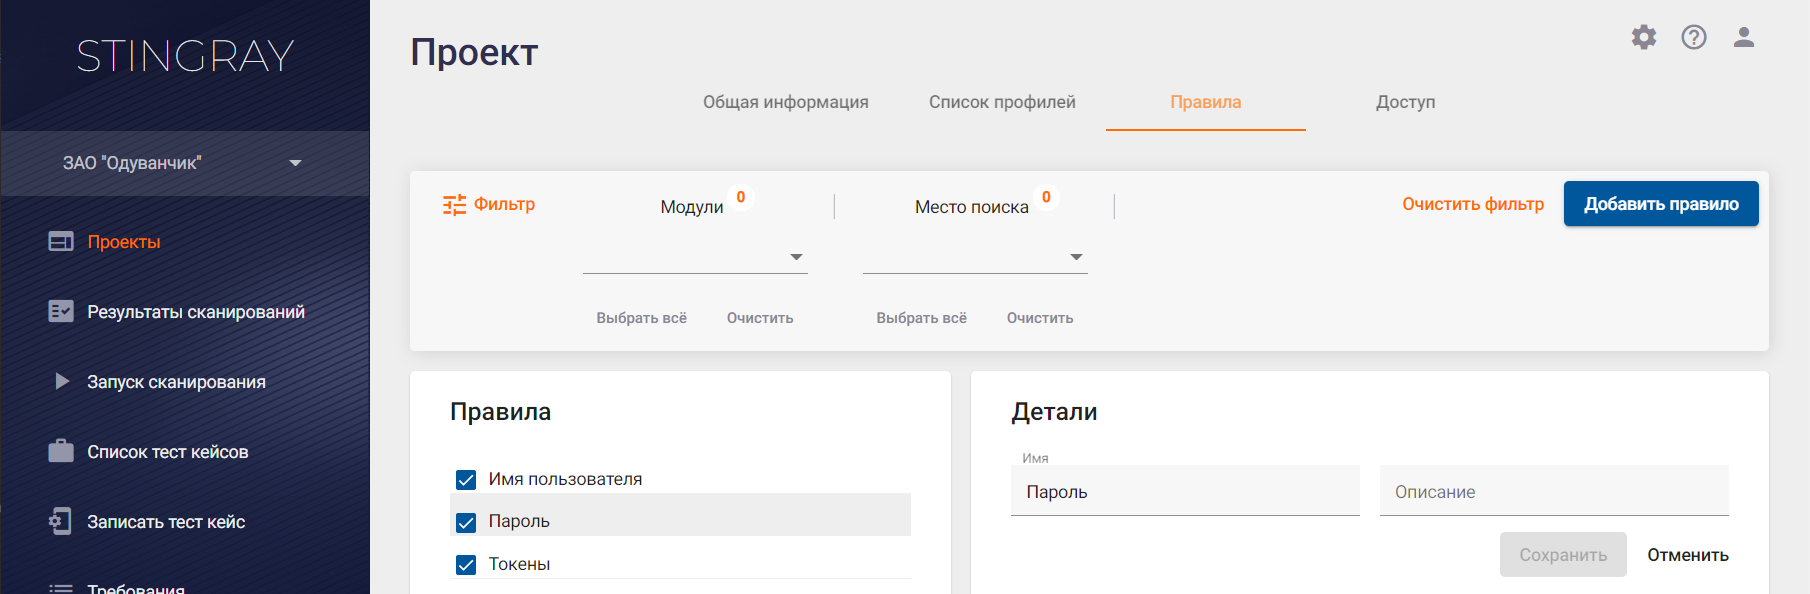 STINGRAY
ЗАО "Одуванчик"
Проекты
Результаты сканирований
Запуск сканирования
Список тест кейсов
Записать тест кейс
Требования
Проект
Общая информация
Список профилей
Правила
Доступ
Фильтр
Модули 0
Место поиска 0
Очистить фильтр
Добавить правило
Выбрать всё
Очистить
Выбрать всё
Очистить
Правила
Имя пользователя
Пароль
Токены
Детали
Имя
Пароль
Описание
Сохранить
Отменить